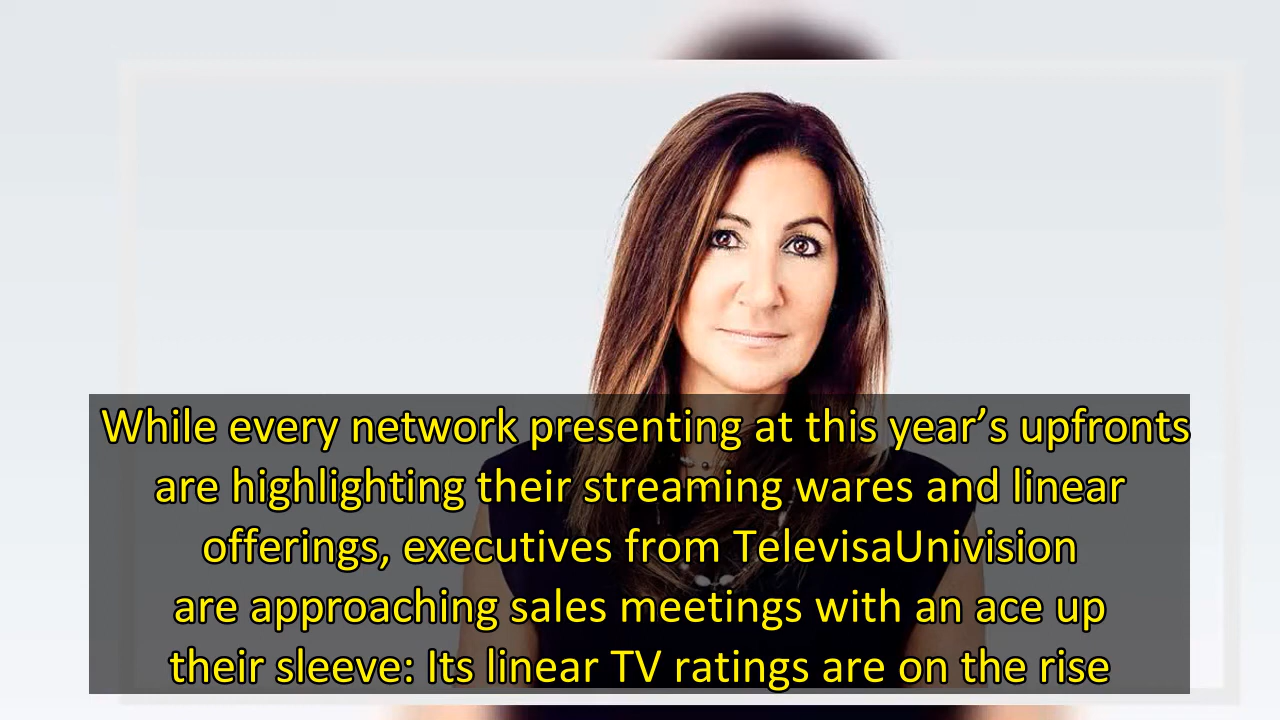 While every network presenting at this year’s upfronts
are highlighting their streaming wares and linear
offerings, executives from TelevisaUnivision
are approaching sales meetings with an ace up
their sleeve: Its linear TV ratings are on the rise